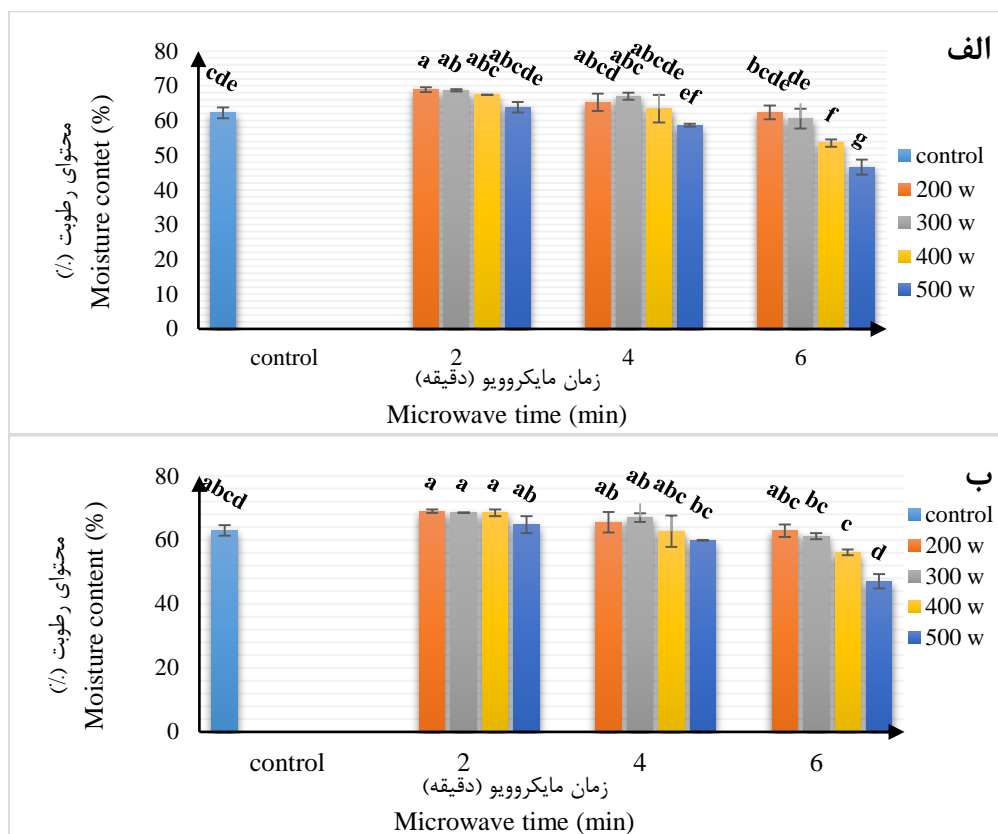 الف
80
70
60
50
40
30
20
10
0
محتوای رطوبت (٪)
Moisture contet (%)
cde
a
ab
abc
abcde
abcd
abc
abcde
ef
bcde
de
f
g
control
200 w
300 w
400 w
500 w
control
2
4
6
زمان مایکروویو (دقیقه)
Microwave time (min)
ب
80
60
40
20
0
محتوای رطوبت (٪)
Moisture content (%)
abcd
a
a
a
ab
ab
ab
abc
bc
abc
bc
c
d
control
200 w
300 w
400 w
500 w
control
2
4
6
زمان مایکروویو (دقیقه)
Microwave time (min)